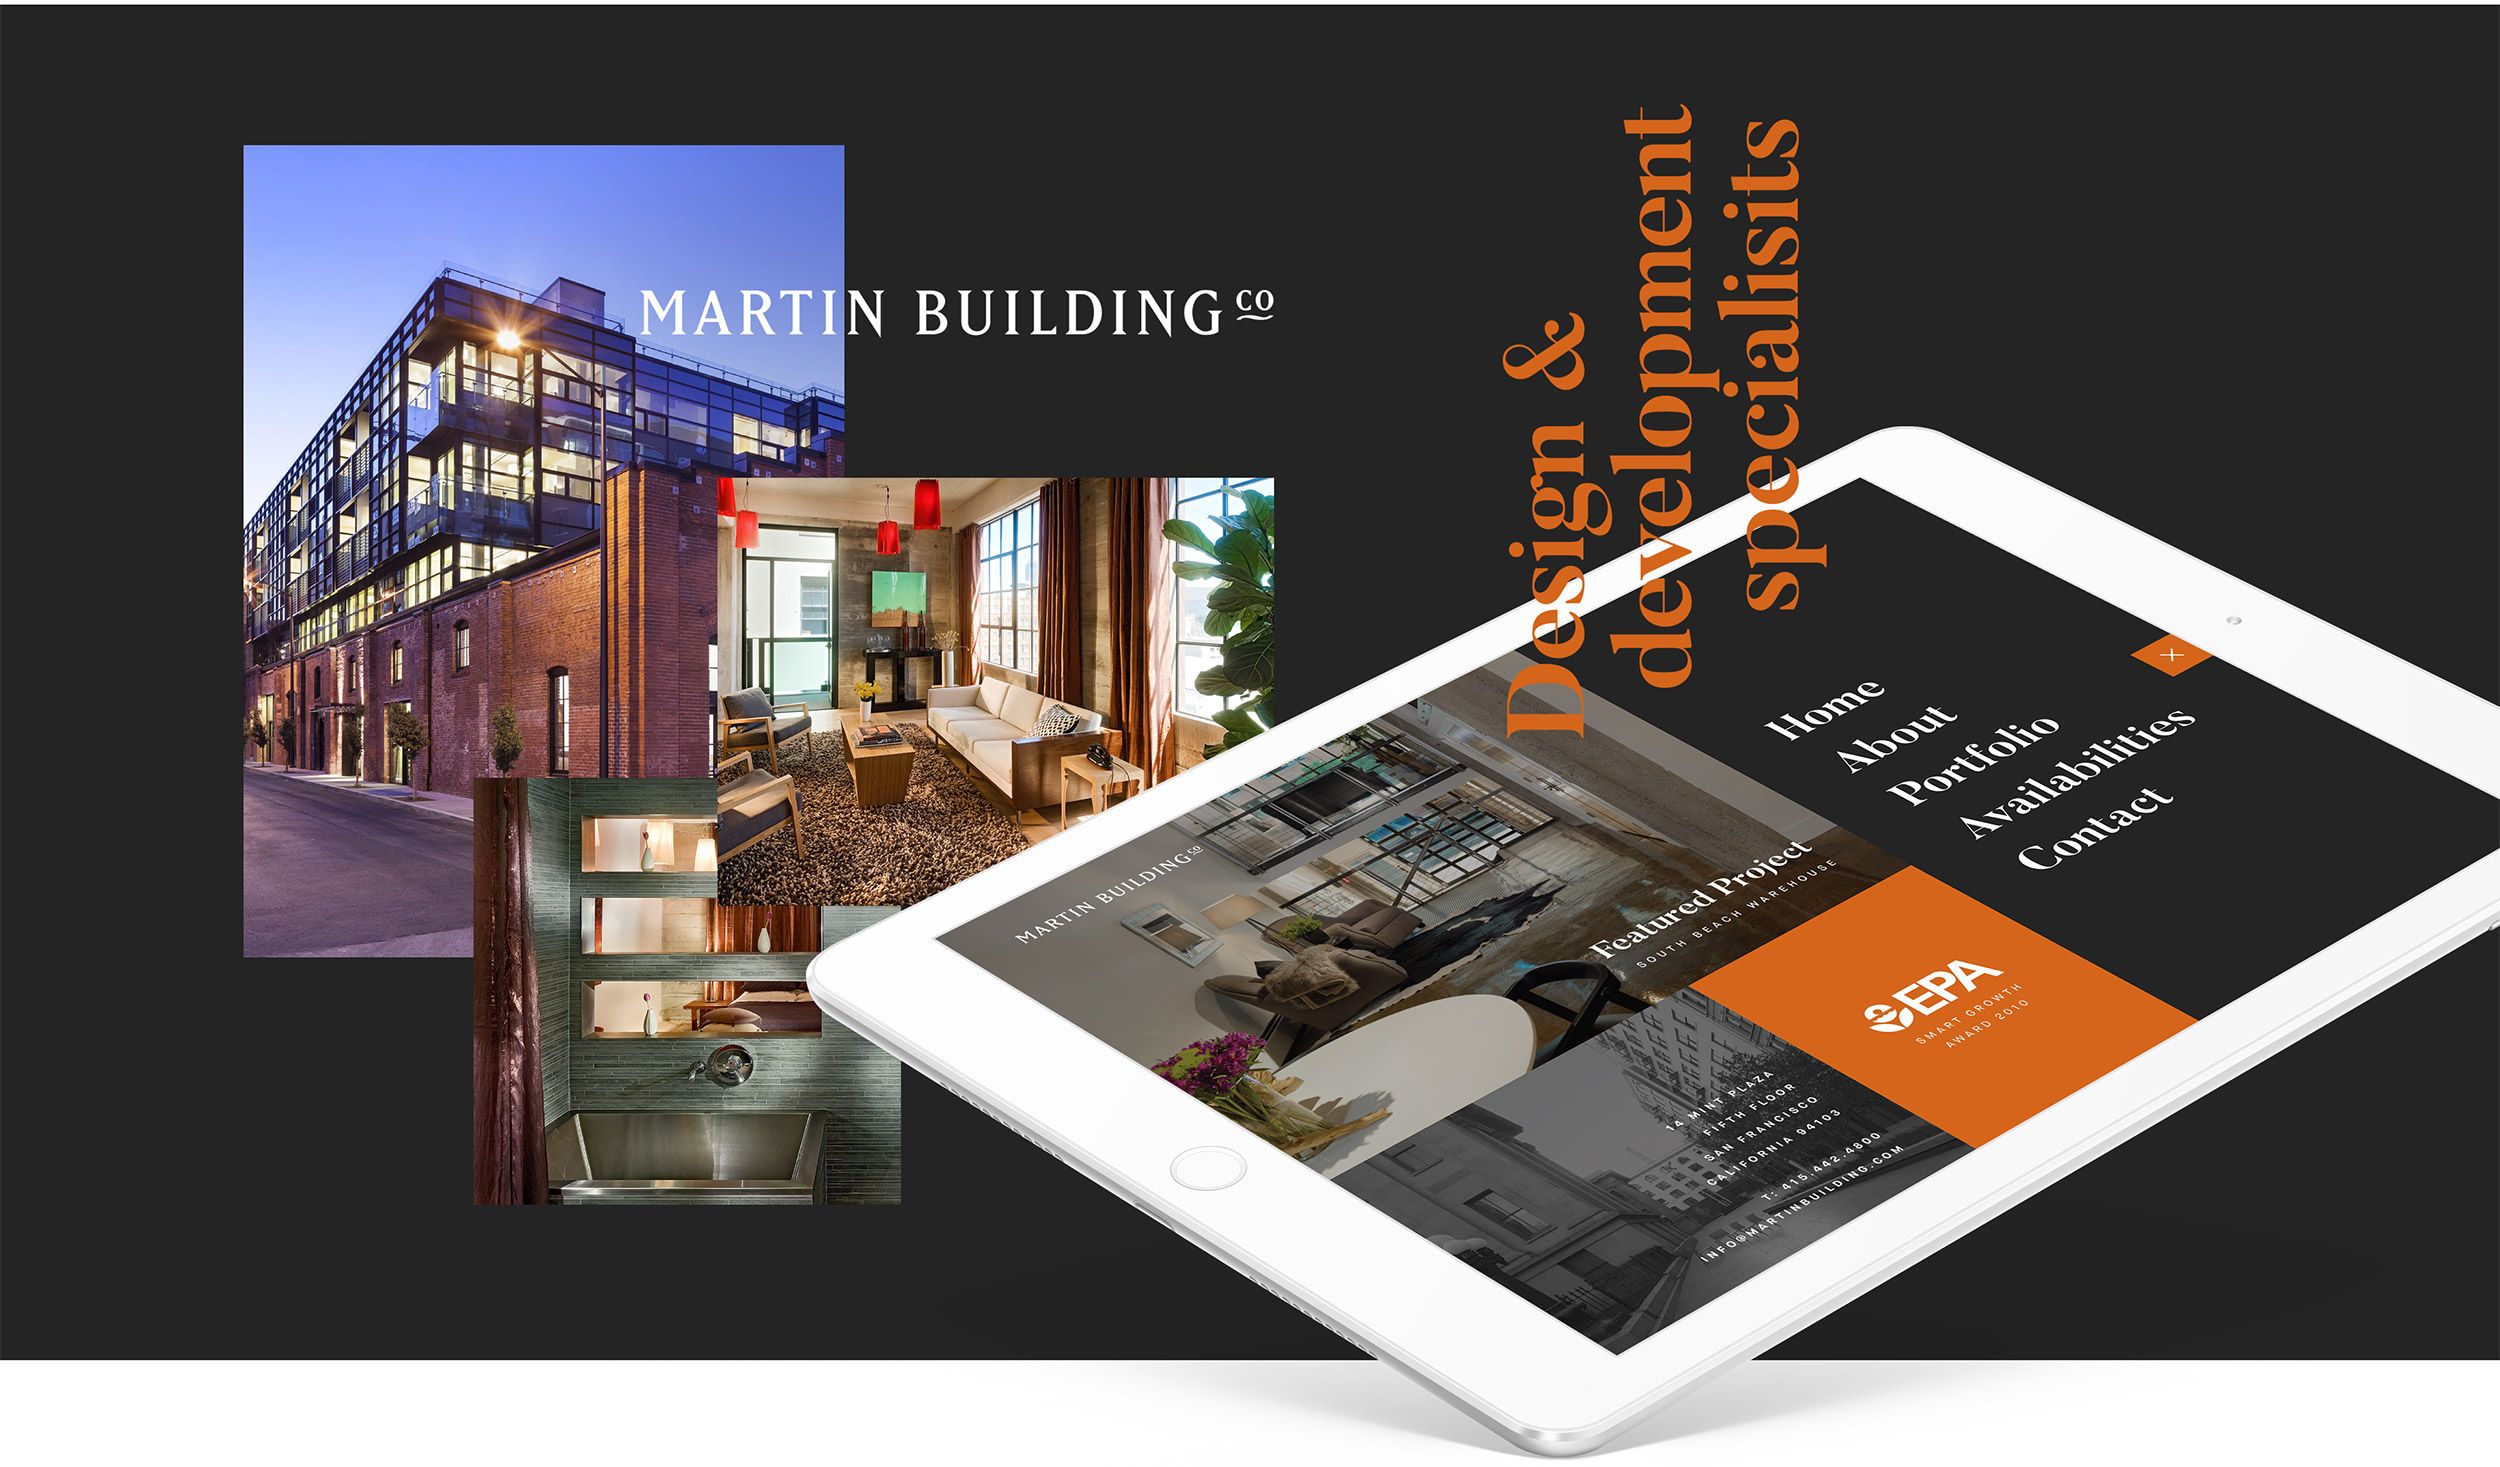 MARTIN BUILDING CO
Design &
development
specialisits
Home
About
Portfolio
Availabilities
Contact
MARTIN BUILDING CO
Featured Project
SOUTH BEACH WAREHOUSE
EPA
SMART GROWTH
AWARD 2010
14 MINT PLAZA
FIFTH FLOOR
SAN FRANCISCO
CALIFORNIA 94103
T: 415.442.4800
INFO@MARTINBUILDING.COM